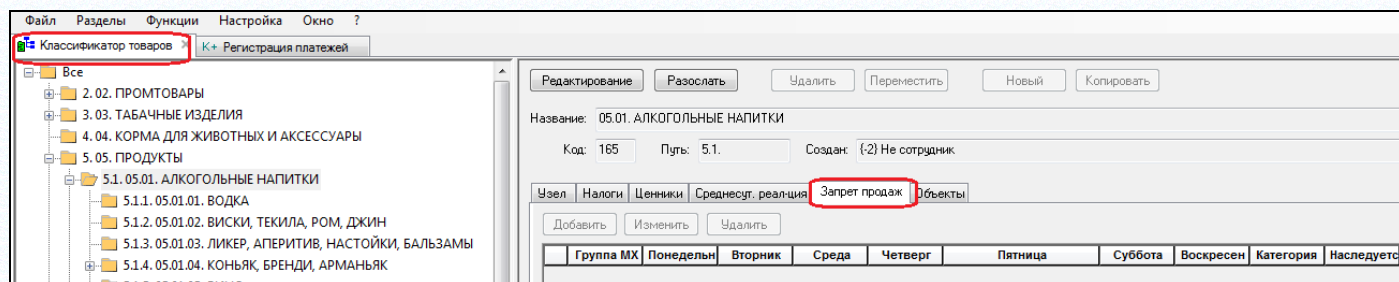 Файл Разделы Функции Настройка Окно ?
Классификатор товаров × K+ Регистрация платежей
Все
2. 02. ПРОМТОВАРЫ
3. 03. ТАБАЧНЫЕ ИЗДЕЛИЯ
4. 04. КОРМА ДЛЯ ЖИВОТНЫХ И АКСЕССУАРЫ
5. 05. ПРОДУКТЫ
5.1. 05.01. АЛКОГОЛЬНЫЕ НАПИТКИ
5.1.1. 05.01.01. ВОДКА
5.1.2. 05.01.02. ВИСКИ, ТЕКИЛА, РОМ, ДЖИН
5.1.3. 05.01.03. ЛИКЕР, АПЕРИТИВ, НАСТОЙКИ, БАЛЬЗАМЫ
5.1.4. 05.01.04. КОНЬЯК, БРЕНДИ, АРМАНЬЯК
Редактирование Разослать Удалить Переместить Новый Копировать
Название: 05.01. АЛКОГОЛЬНЫЕ НАПИТКИ
Код: 165 Путь: 5.1. Создан: {-2} Не сотрудник
Узел Налоги Ценники Среднесут. реал-ция Запрет продаж Объекты
Добавить Изменить Удалить
Группа МХ Понедельн Вторник Среда Четверг Пятница Суббота Воскресен Категория Наследуетс